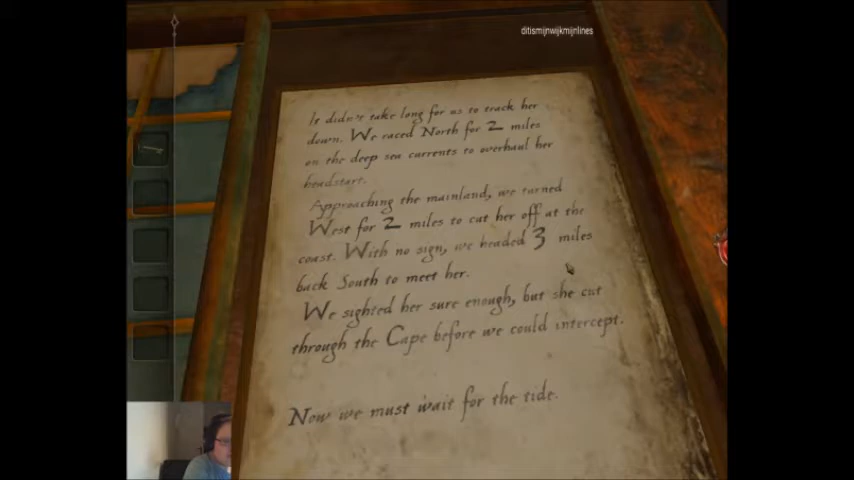 ditismijnwijkmijnlines
It didn't take long for us to track her
down. We raced North for 2 miles
on the deep sea currents to overhaul her
headstart.
Approaching the mainland, we turned
West for 2 miles to cut her off at the
coast. With no sign, we headed 3 miles
back South to meet her.
We sighted her sure enough, but she cut
through the Cape before we could intercept.
Now we must wait for the tide.